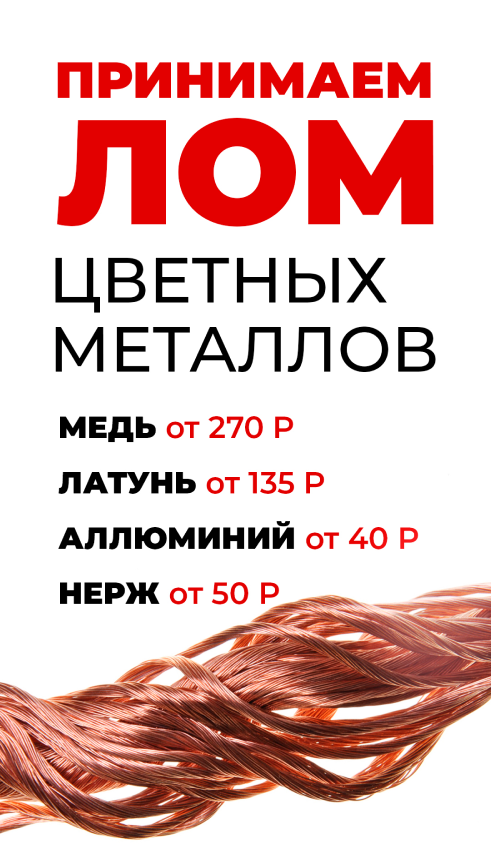 ПРИНИМАЕМ
ЛОМ
ЦВЕТНЫХ
МЕТАЛЛОВ
МЕДЬ от 270 Р
ЛАТУНЬ от 135 Р
АЛЛЮМИНИЙ от 40 Р
НЕРЖ от 50 Р